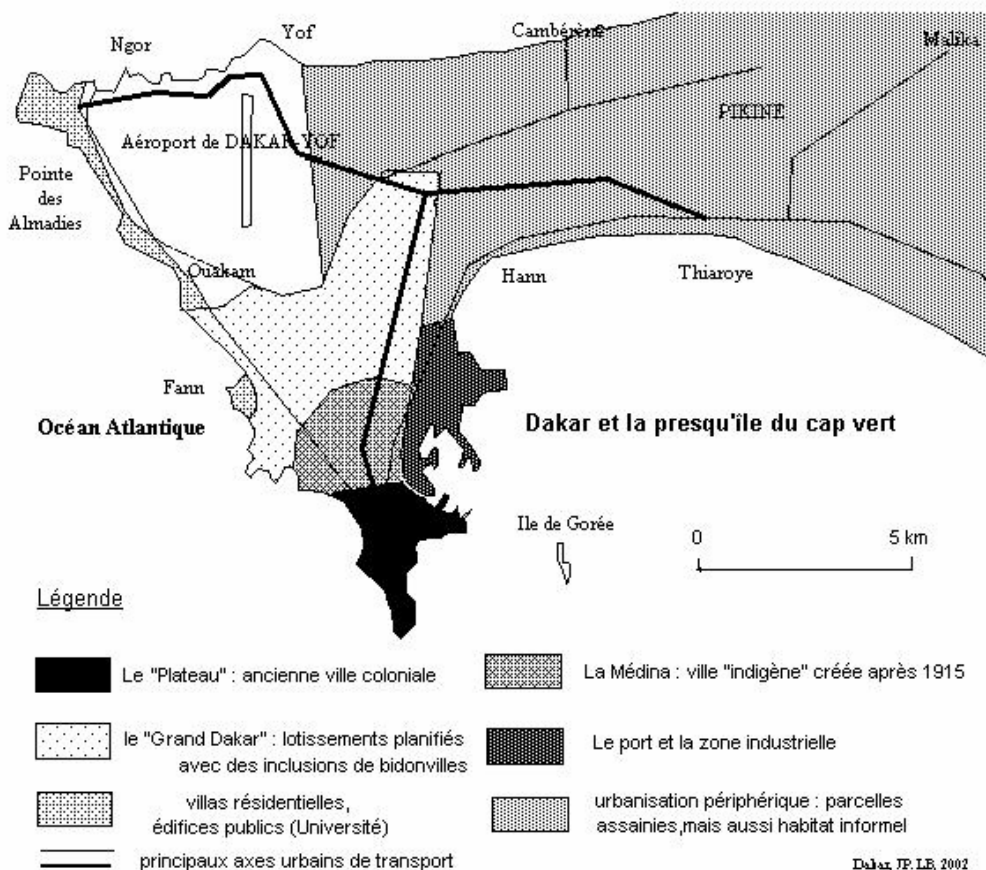 Yof
Ngor
Cambérène
Malika
PIKINE
Aéroport de DAKAR-YOF
Pointe
des
Almadies
Ouakam
Hann
Thiaroye
Fann
Océan Atlantique
Dakar et la presqu'île du cap vert
Ile de Gorée
0 5 km
Légende
Le "Plateau" : ancienne ville coloniale
La Médina : ville "indigène" créée après 1915
le "Grand Dakar" : lotissements planifiés
avec des inclusions de bidonvilles
Le port et la zone industrielle
villas résidentielles,
édifices publics (Université)
urbanisation périphérique : parcelles
assainies,mais aussi habitat informel
principaux axes urbains de transport
Dakar, JP. LB, 2002